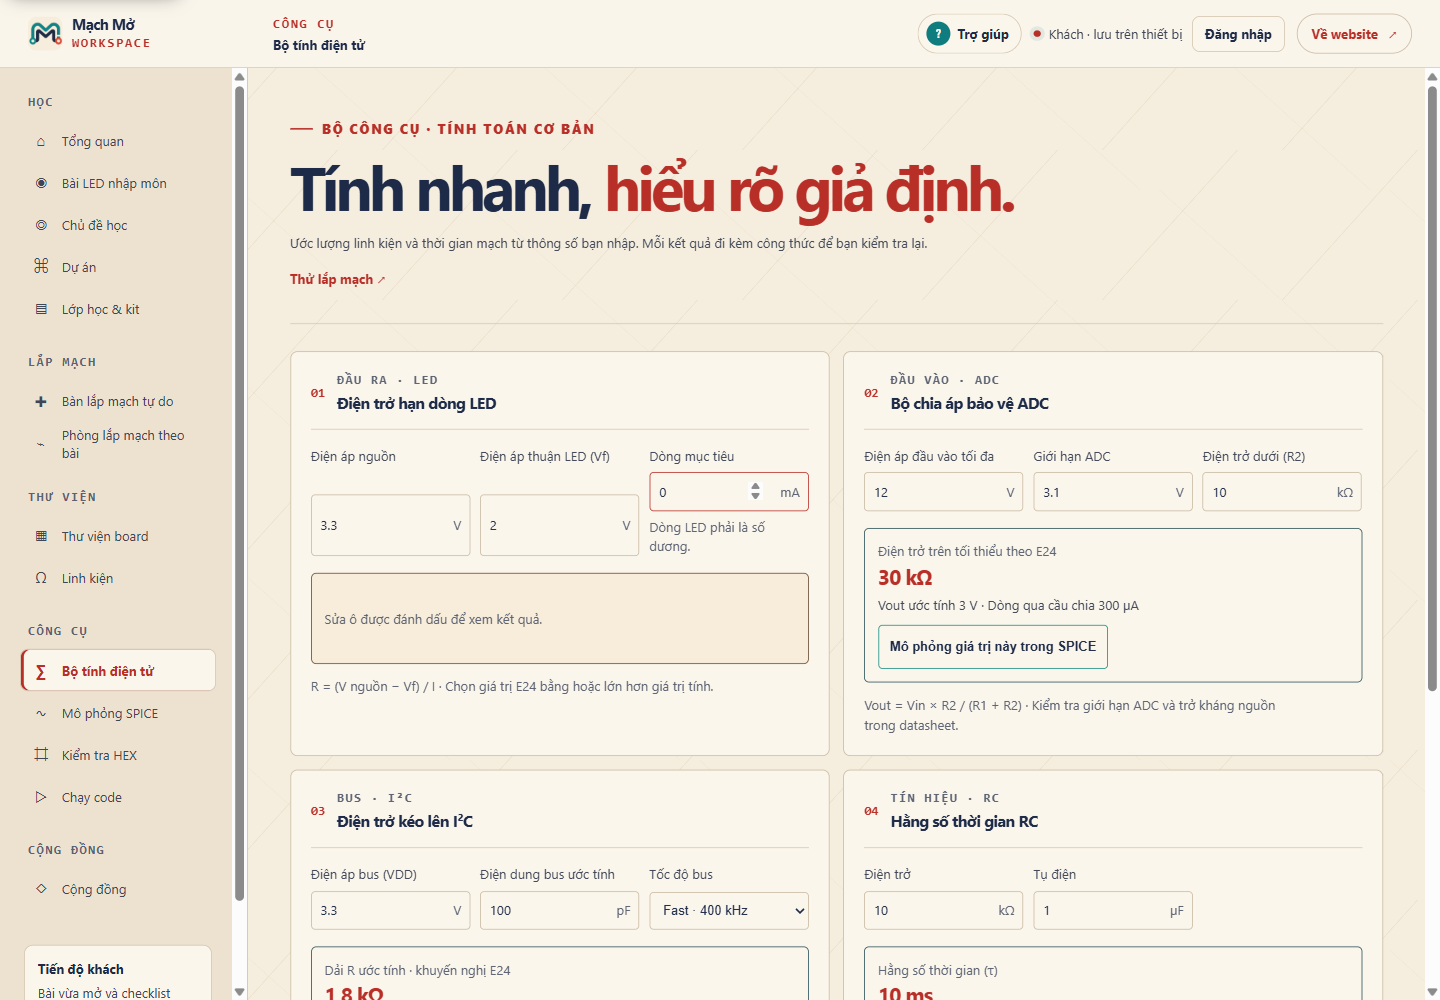 Mạch Mở
WORKSPACE
CÔNG CỤ
Bộ tính điện tử
? Trợ giúp
Khách · lưu trên thiết bị
Đăng nhập
Về website ↗
HỌC
Tổng quan
Bài LED nhập môn
Chủ đề học
Dự án
Lớp học & kit
LẮP MẠCH
Bàn lắp mạch tự do
Phòng lắp mạch theo
bài
THƯ VIỆN
Thư viện board
Linh kiện
CÔNG CỤ
Bộ tính điện tử
Mô phỏng SPICE
Kiểm tra HEX
Chạy code
CỘNG ĐỒNG
Cộng đồng
Tiến độ khách
Bài vừa mở và checklist
BỘ CÔNG CỤ · TÍNH TOÁN CƠ BẢN
Tính nhanh, hiểu rõ giả định.
Ước lượng linh kiện và thời gian mạch từ thông số bạn nhập. Mỗi kết quả đi kèm công thức để bạn kiểm tra lại.
Thử lắp mạch ↗
01
ĐẦU RA · LED
Điện trở hạn dòng LED
Điện áp nguồn
3.3 V
Điện áp thuận LED (Vf)
2 V
Dòng mục tiêu
0 mA
Dòng LED phải là số
dương.
Sửa ô được đánh dấu để xem kết quả.
R = (V nguồn − Vf) / I · Chọn giá trị E24 bằng hoặc lớn hơn giá trị tính.
02
ĐẦU VÀO · ADC
Bộ chia áp bảo vệ ADC
Điện áp đầu vào tối đa
12 V
Giới hạn ADC
3.1 V
Điện trở dưới (R2)
10 kΩ
Điện trở trên tối thiểu theo E24
30 kΩ
Vout ước tính 3 V · Dòng qua cầu chia 300 µA
Mô phỏng giá trị này trong SPICE
Vout = Vin × R2 / (R1 + R2) · Kiểm tra giới hạn ADC và trở kháng nguồn
trong datasheet.
03
BUS · I²C
Điện trở kéo lên I²C
Điện áp bus (VDD)
3.3 V
Điện dung bus ước tính
100 pF
Tốc độ bus
Fast · 400 kHz
Dải R ước tính · khuyến nghị E24
1.8 kΩ
04
TÍN HIỆU · RC
Hằng số thời gian RC
Điện trở
10 kΩ
Tụ điện
1 µF
Hằng số thời gian (τ)
10 ms